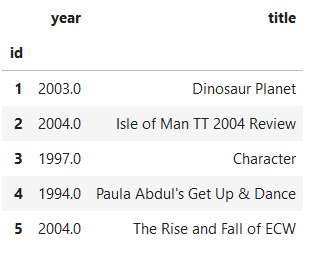 year title
id
1 2003.0 Dinosaur Planet
2 2004.0 Isle of Man TT 2004 Review
3 1997.0 Character
4 1994.0 Paula Abdul's Get Up & Dance
5 2004.0 The Rise and Fall of ECW